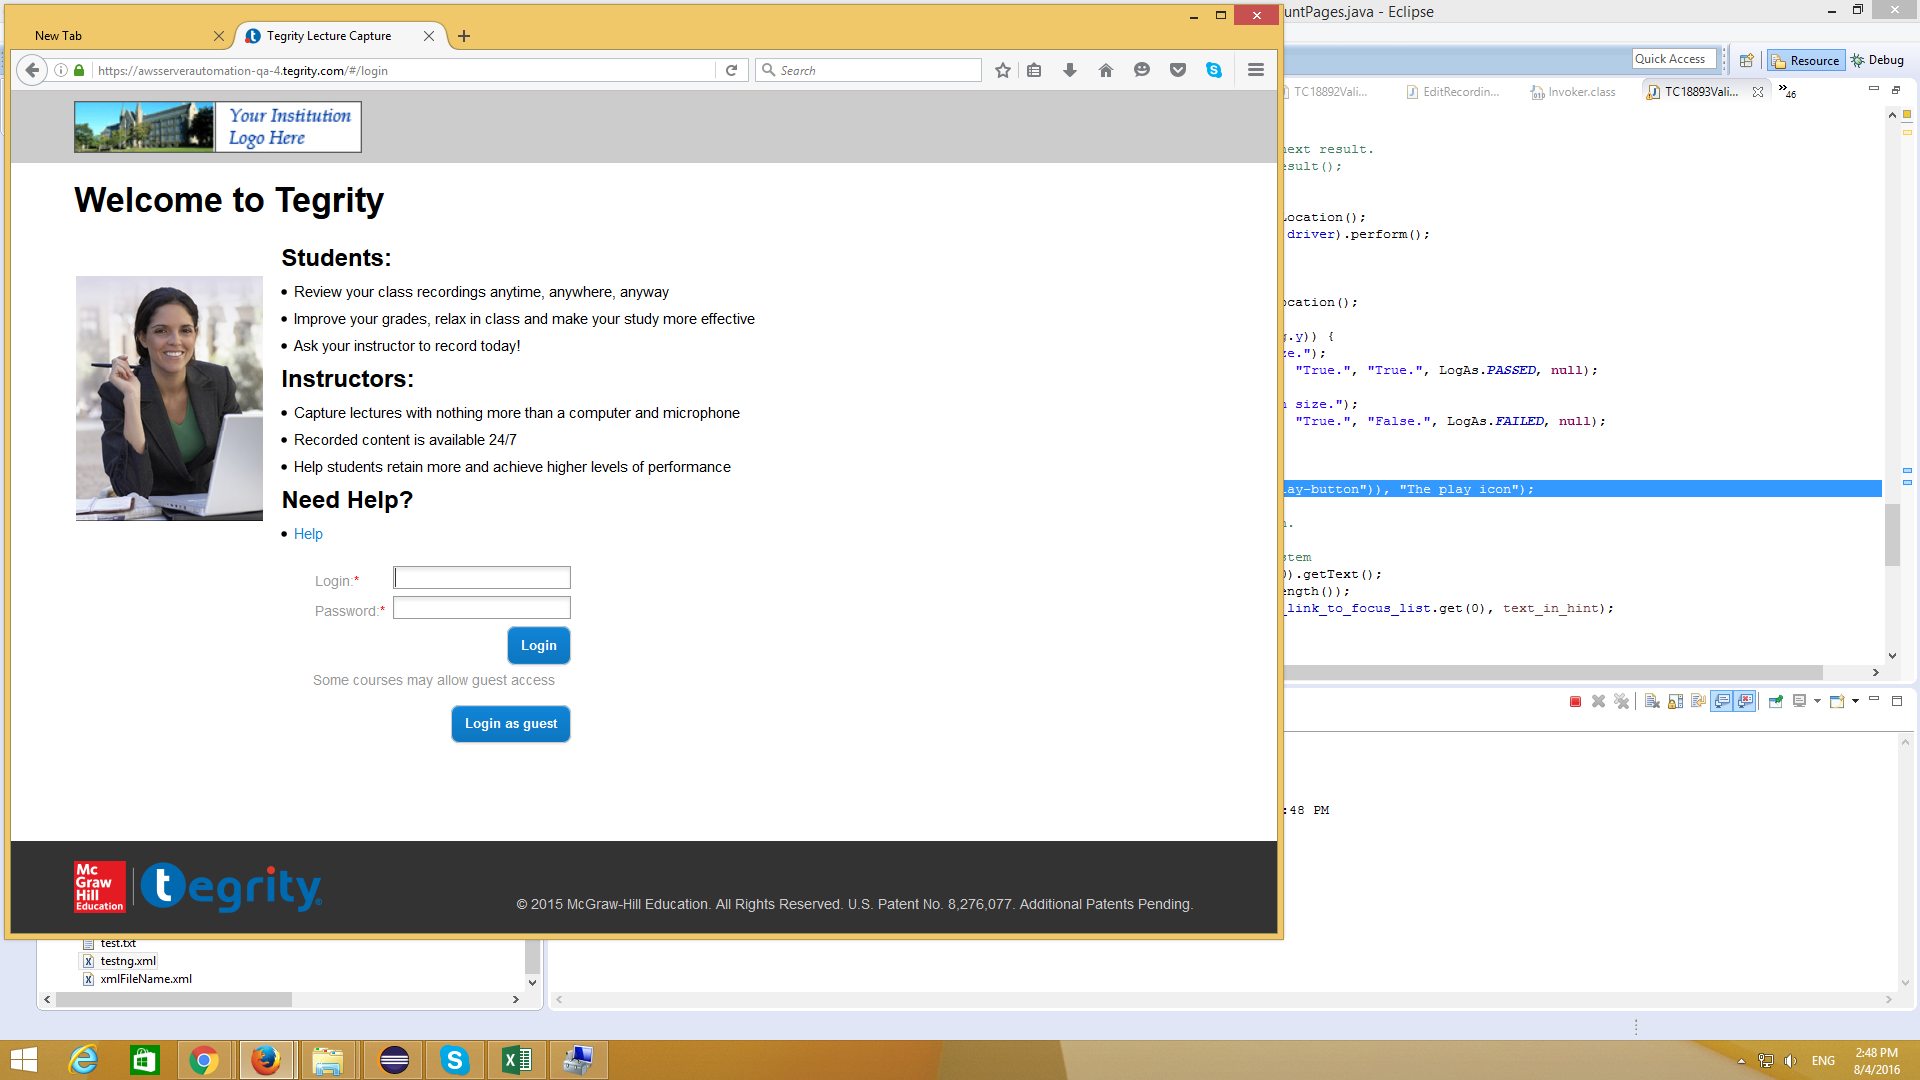 untPages.java - Eclipse
New Tab
Tegrity Lecture Capture
https://awsserverautomation-qa-4.tegrity.com/#/login
Search
Quick Access
Resource
Debug
TC18892Vali...
EditRecordin...
Invoker.class
TC18893Vali...
46
Your Institution
Logo Here
Welcome to Tegrity
Students:
Review your class recordings anytime, anywhere, anyway
Improve your grades, relax in class and make your study more effective
Ask your instructor to record today!
Instructors:
Capture lectures with nothing more than a computer and microphone
Recorded content is available 24/7
Help students retain more and achieve higher levels of performance
Need Help?
Help
Login:*
Password:*
Login
Some courses may allow guest access
Login as guest
Mc
Graw
Hill
Education
tegrity
© 2015 McGraw-Hill Education. All Rights Reserved. U.S. Patent No. 8,276,077. Additional Patents Pending.
next result.
sult();
ocation();
driver).perform();
ocation();
g.y)) {
ze.");
"True.", "True.", LogAs.PASSED, null);
n size.");
"True.", "False.", LogAs.FAILED, null);
lay-button")), "The play icon");
n.
stem
0).getText();
ength());
_link_to_focus_list.get(0), text_in_hint);
:48 PM
test.txt
testng.xml
xmlFileName.xml
ENG
2:48 PM
8/4/2016